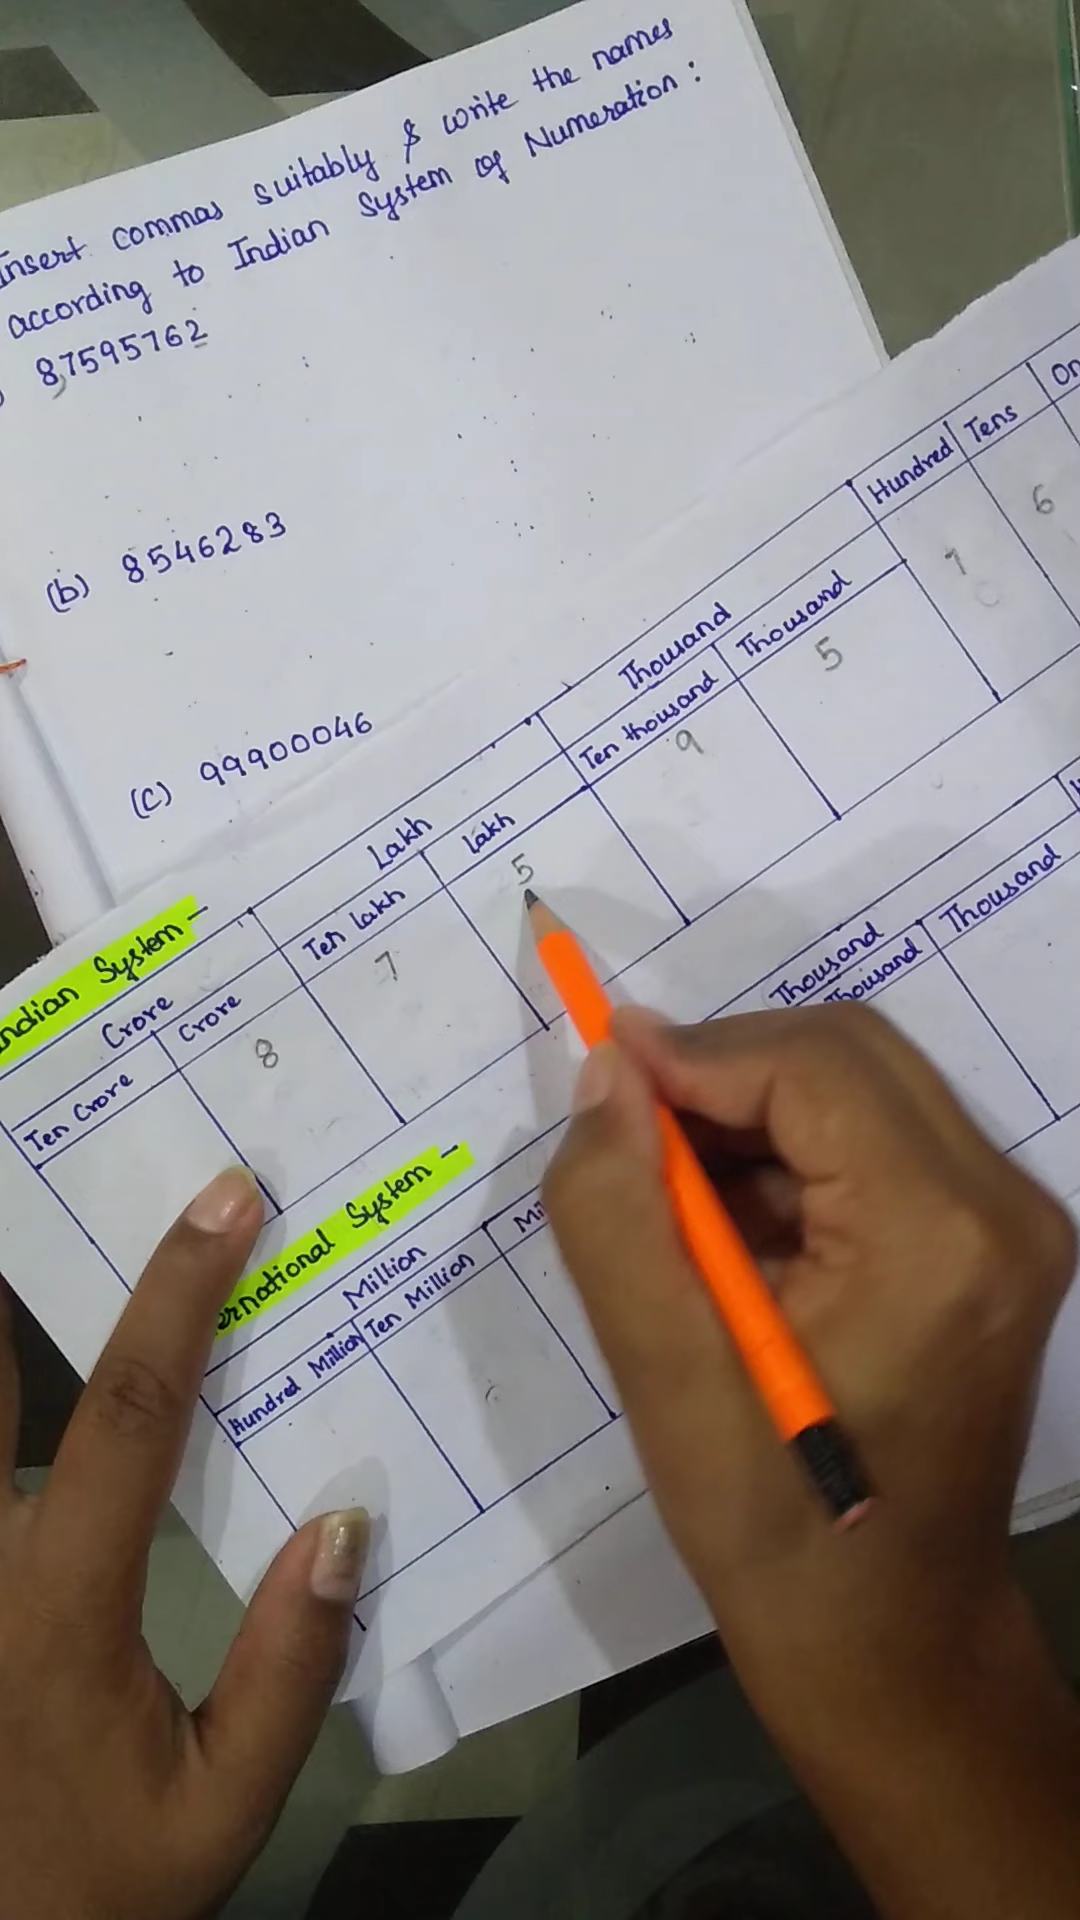 Insert commas suitably & write the names
according to Indian System of Numeration :
8,7595762
(b) 8546283
(c) 99900046
Indian System -
Crore Lakh Thousand
Ten Crore Crore Ten Lakh Lakh Ten thousand Thousand Hundred Tens
8 7 5 9 5 7 6
System -
Million Thousand
Hundred Million Ten Million Thousand Thousand